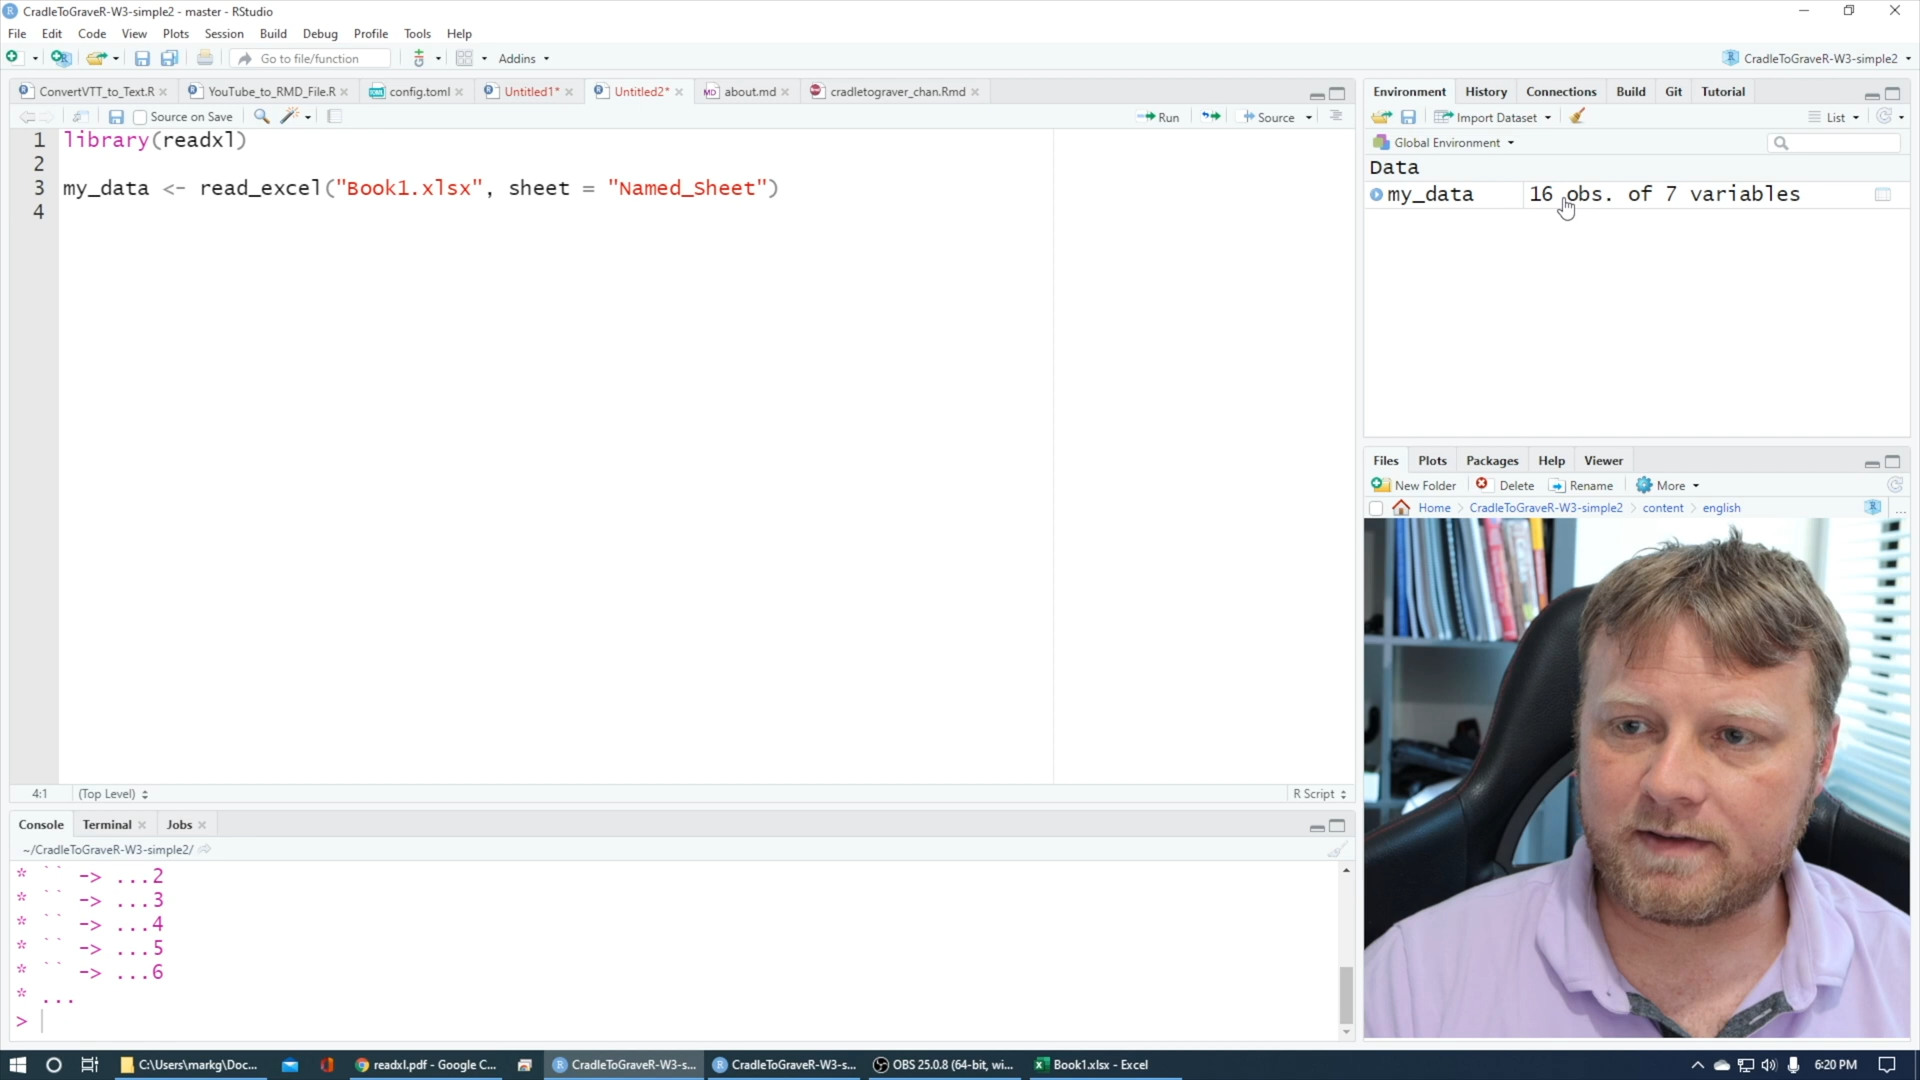 CradleToGraveR-W3-simple2 - master - RStudio
File Edit Code View Plots Session Build Debug Profile Tools Help
Go to file/function Addins CradleToGraveR-W3-simple2
ConvertVTT_to_Text.R YouTube_to_RMD_File.R config.toml Untitled1* Untitled2* about.md cradletograver_chan.Rmd
Source on Save Run Source
1 library(readxl)
2
3 my_data <- read_excel("Book1.xlsx", sheet = "Named_Sheet")
4
4:1 (Top Level) R Script
Console Terminal Jobs
~/CradleToGraveR-W3-simple2/
* `` -> ...2
* `` -> ...3
* `` -> ...4
* `` -> ...5
* `` -> ...6
* ...
>
Environment History Connections Build Git Tutorial
Import Dataset List
Global Environment
Data
my_data 16 obs. of 7 variables
Files Plots Packages Help Viewer
New Folder Delete Rename More
Home CradleToGraveR-W3-simple2 content english ...
C:\Users\markg\Doc... readxl.pdf - Google C... CradleToGraveR-W3-s... CradleToGraveR-W3-s... OBS 25.0.8 (64-bit, wi... Book1.xlsx - Excel 6:20 PM